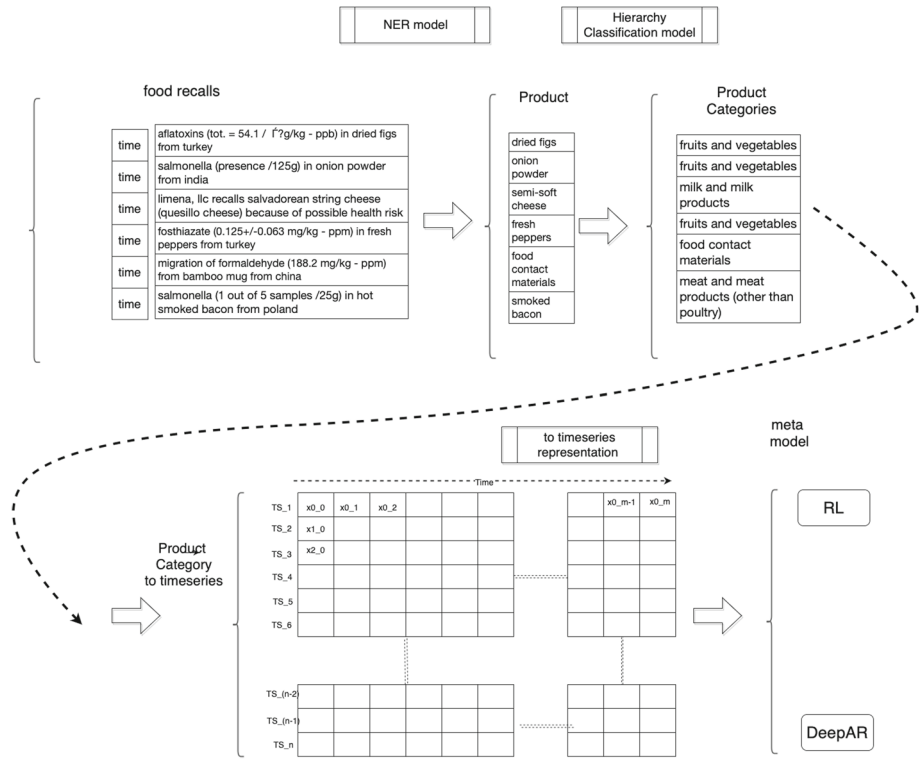 NER model
Hierarchy
Classification model
food recalls
time
aflatoxins (tot. = 54.1 / Γ?g/kg - ppb) in dried figs
from turkey
time
salmonella (presence /125g) in onion powder
from india
time
limena, llc recalls salvadorean string cheese
(quesillo cheese) because of possible health risk
time
fosthiazate (0.125+/-0.063 mg/kg - ppm) in fresh
peppers from turkey
time
migration of formaldehyde (188.2 mg/kg - ppm)
from bamboo mug from china
time
salmonella (1 out of 5 samples /25g) in hot
smoked bacon from poland
Product
dried figs
onion
powder
semi-soft
cheese
fresh
peppers
food
contact
materials
smoked
bacon
Product
Categories
fruits and vegetables
fruits and vegetables
milk and milk
products
fruits and vegetables
food contact
materials
meat and meat
products (other than
poultry)
to timeseries
representation
meta
model
Product
Category
to timeseries
Time
TS_1 x0_0 x0_1 x0_2 x0_m-1 x0_m
TS_2 x1_0
TS_3 x2_0
TS_4
TS_5
TS_6
TS_(n-2)
TS_(n-1)
TS_n
RL
DeepAR